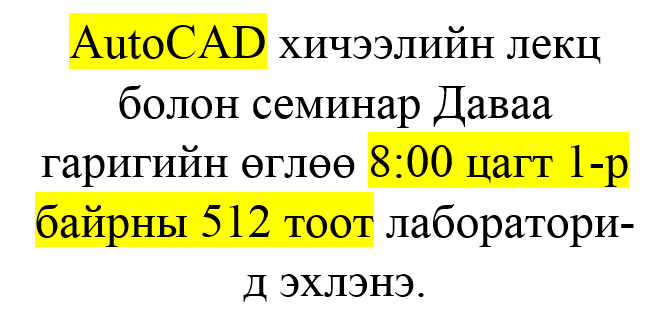 AutoCAD хичээлийн лекц
болон семинар Даваа
гаригийн өглөө 8:00 цагт 1-р
байрны 512 тоот лаборатори-
д эхлэнэ.